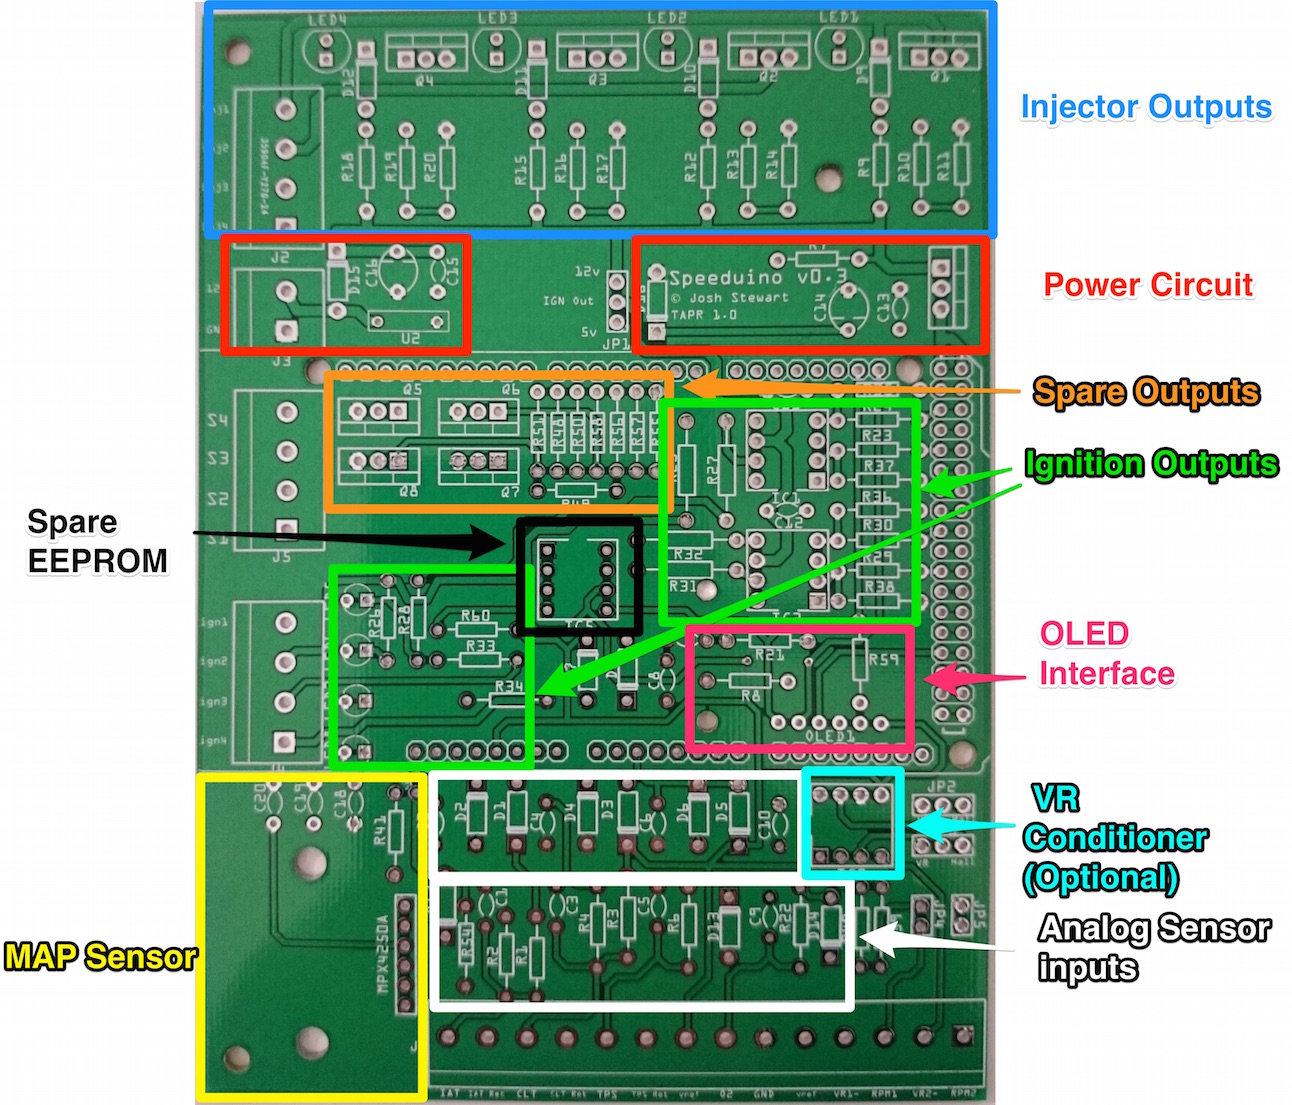 LED4
LED3
LED2
LED1
D12
Q4
D11
Q3
D10
Q2
D9
Q1
Injector Outputs
R18
R19
R20
R15
R16
R17
R12
R13
R14
R9
R10
R11
J2
D15
C16
C15
12v
IGN Out
5v
JP1
Speeduino v0.3
© Josh Stewart
TAPR 1.0
C14
C13
Power Circuit
U2
J3
Q5
Q6
Spare Outputs
S4
S3
S2
S1
Q8
Q7
R27
R23
R37
R36
R30
R29
R38
Ignition Outputs
IC1
C12
R32
R31
Spare
EEPROM
J5
R26
R28
R60
R33
R34
ign1
ign2
ign3
ign4
R21
R59
R8
OLED1
OLED
Interface
C20
C19
C18
R41
D2
D1
C4
D4
D3
C6
D6
D5
C10
JP2
VR
Hall
VR
Conditioner
(Optional)
MPX4250A
R54
C1
R2
R1
C3
R4
R3
C5
R6
D13
C9
R22
D14
JP4
JP5
MAP Sensor
Analog Sensor
inputs
IAT
IAT Ret
CLT
CLT Ret
TPS
TPS Ret
vref
O2
GND
vref
VR1-
RPM1
VR2-
RPM2